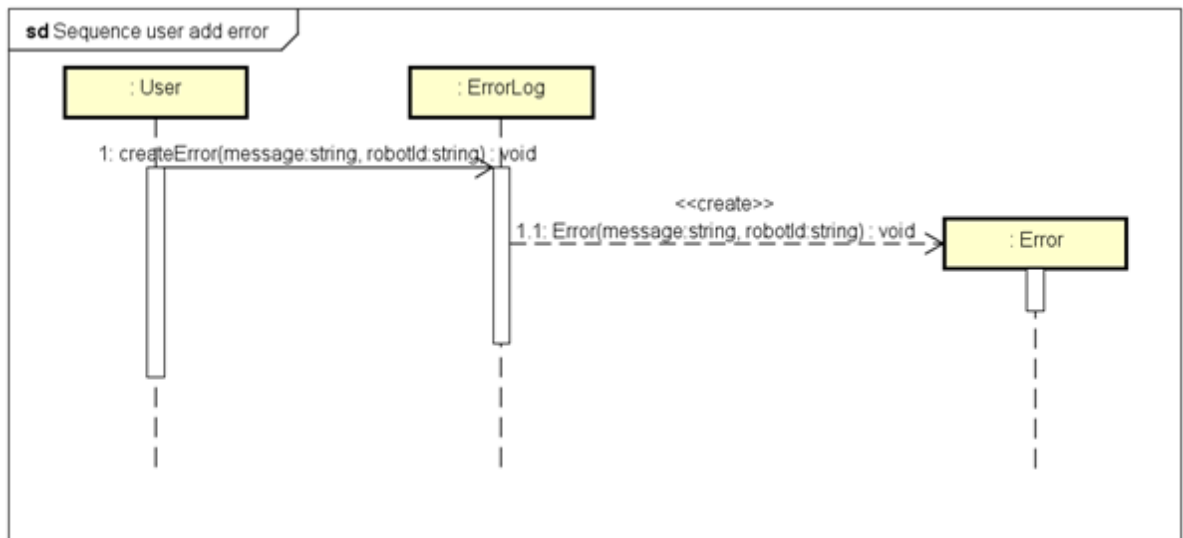 sd Sequence user add error
: User
: ErrorLog
1: createError(message:string, robotId:string) : void
<<create>>
1.1: Error(message:string, robotId:string) : void
: Error